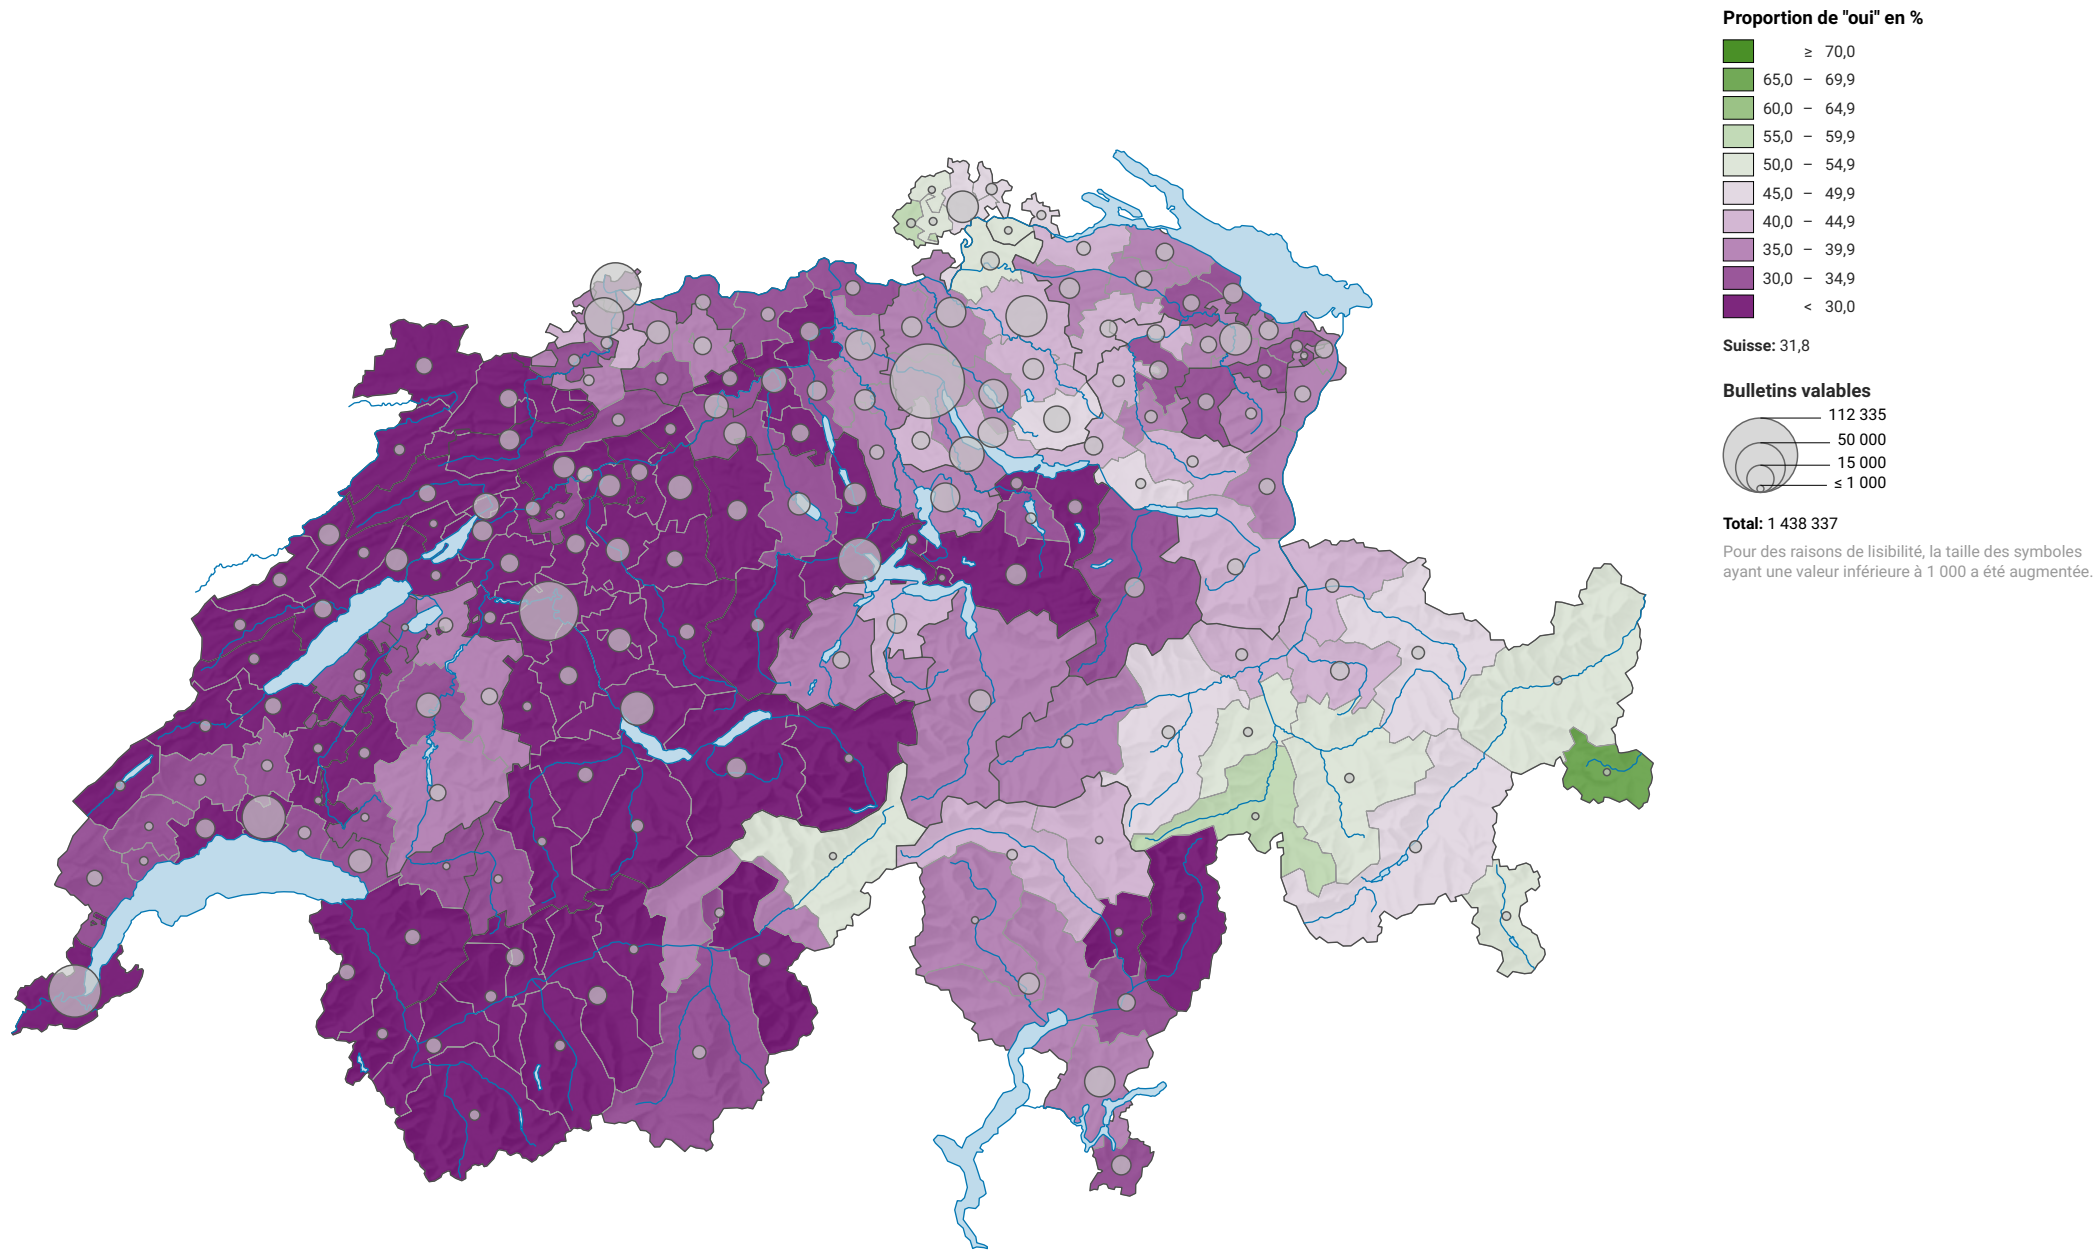 Proportion de "oui" en %
≥ 70,0
65,0 – 69,9
60,0 – 64,9
55,0 – 59,9
50,0 – 54,9
45,0 – 49,9
40,0 – 44,9
35,0 – 39,9
30,0 – 34,9
< 30,0
Suisse: 31,8
Bulletins valables
112 335
50 000
15 000
≤ 1 000
Total: 1 438 337
Pour des raisons de lisibilité, la taille des symboles
ayant une valeur inférieure à 1 000 a été augmentée.